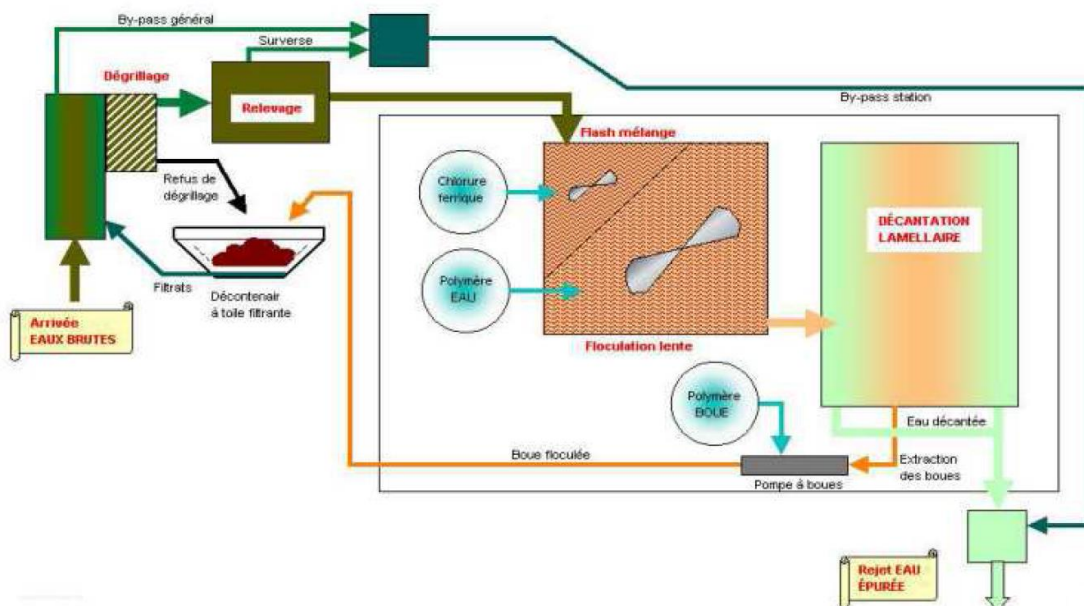 By-pass général
Surverse
Dégrillage
Relevage
By-pass station
Flash mélange
Refus de
dégrillage
Chlorure
ferrique
DÉCANTATION
LAMELLAIRE
Filtrats
Décontenair
à toile filtrante
Polymère
EAU
Arrivée
EAUX BRUTES
Floculation lente
Polymère
BOUE
Eau décantée
Boue floculée
Extraction
des boues
Pompe à boues
Rejet EAU
ÉPURÉE